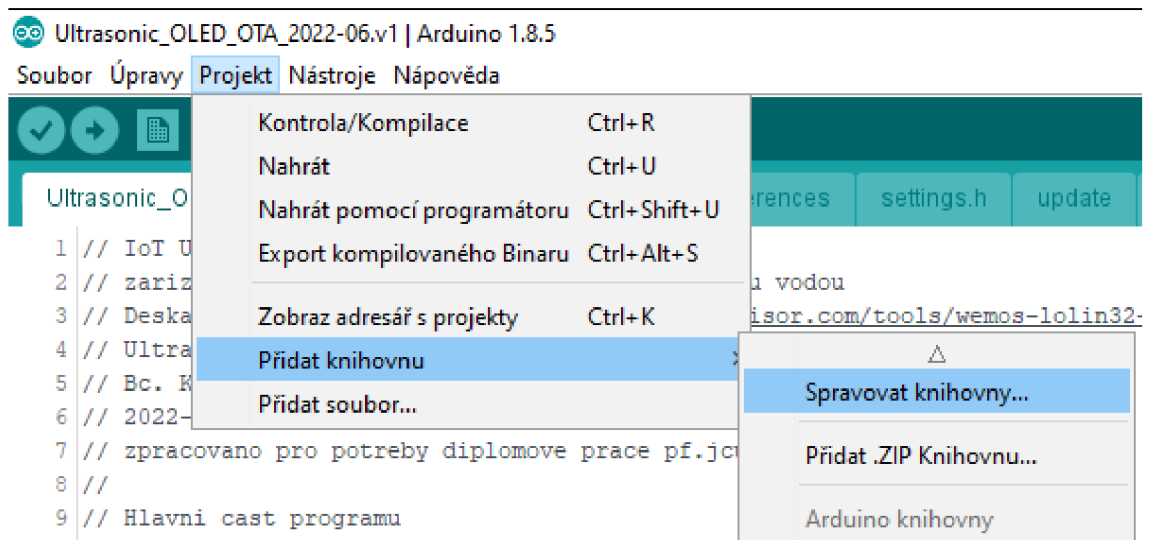 Ultrasonic_OLED_OTA_2022-06.v1 | Arduino 1.8.5
Soubor Úpravy Projekt Nástroje Nápověda
Kontrola/Kompilace Ctrl+R
Nahrát Ctrl+U
Nahrát pomocí programátoru Ctrl+Shift+U
Export kompilovaného Binaru Ctrl+Alt+S
Zobraz adresář s projekty Ctrl+K
Přidat knihovnu
Přidat soubor...
Spravovat knihovny...
Přidat .ZIP Knihovnu...
Arduino knihovny
Ultrasonic_O rences settings.h update
1 // IoT U
2 // zariz u vodou
3 // Deska isor.com/tools/wemos-lolin32-
4 // Ultra
5 // Bc. K
6 // 2022-
7 // zpracovano pro potreby diplomove prace pf.jcu
8 //
9 // Hlavni cast programu